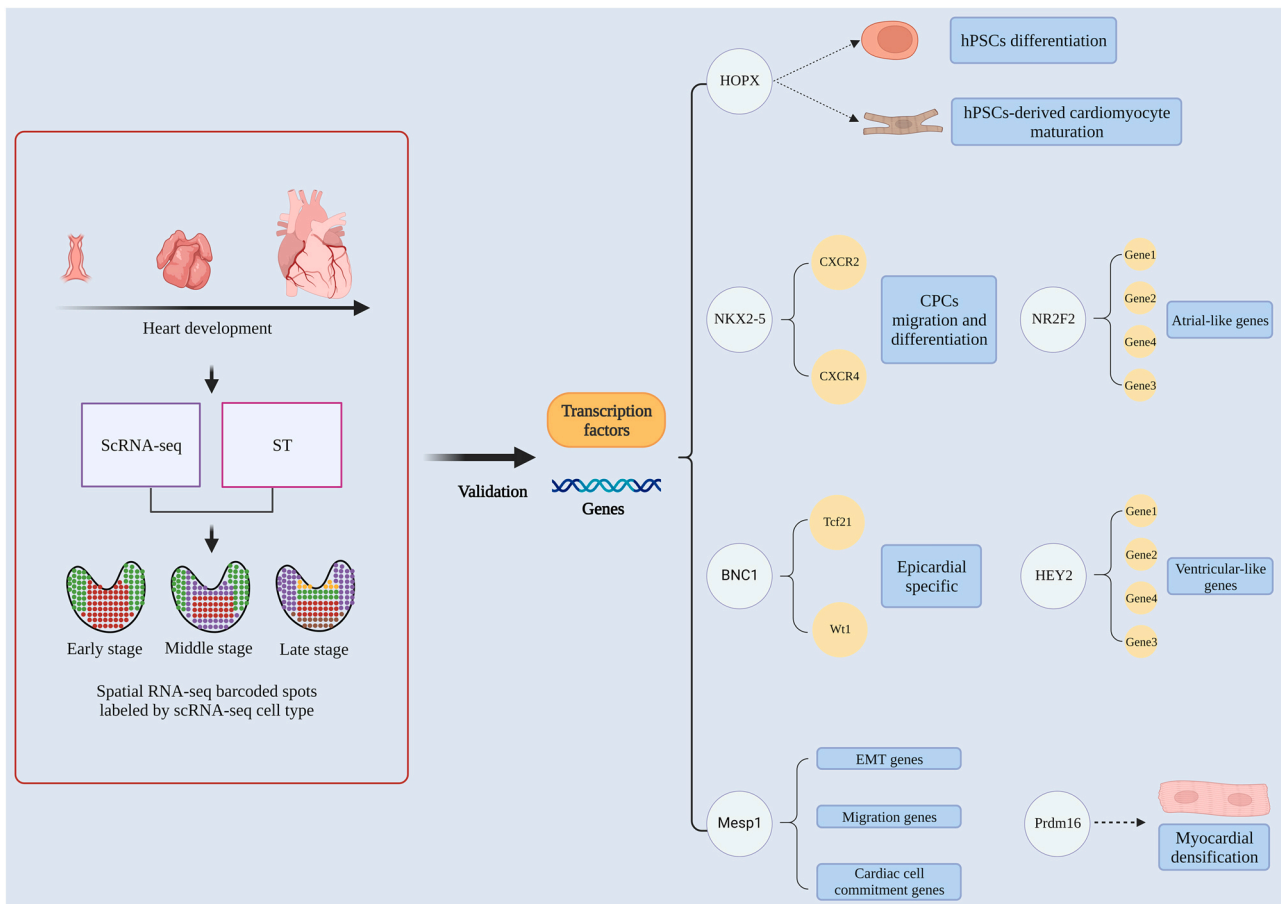 Heart development
ScRNA-seq
ST
Early stage
Middle stage
Late stage
Spatial RNA-seq barcoded spots
labeled by scRNA-seq cell type
Validation
Transcription
factors
Genes
HOPX
hPSCs differentiation
hPSCs-derived cardiomyocyte
maturation
NKX2-5
CXCR2
CXCR4
CPCs
migration and
differentiation
NR2F2
Gene1
Gene2
Gene4
Gene3
Atrial-like genes
BNC1
Tcf21
Wt1
Epicardial
specific
HEY2
Gene1
Gene2
Gene4
Gene3
Ventricular-like
genes
Mesp1
EMT genes
Migration genes
Cardiac cell
commitment genes
Prdm16
Myocardial
densification